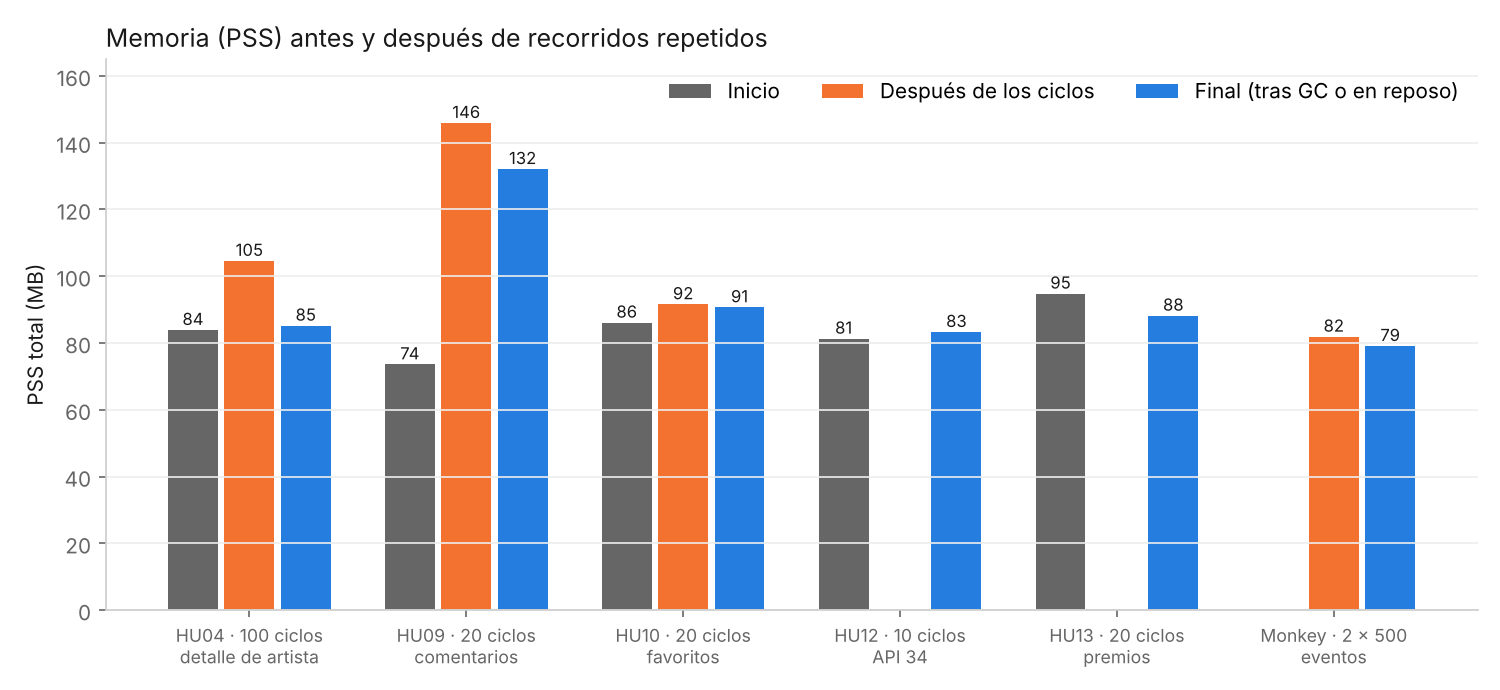 Memoria (PSS) antes y después de recorridos repetidos
Inicio
Después de los ciclos
Final (tras GC o en reposo)
PSS total (MB)
160
140
120
100
80
60
40
20
0
84
105
85
74
146
132
86
92
91
81
83
95
88
82
79
HU04 · 100 ciclos
detalle de artista
HU09 · 20 ciclos
comentarios
HU10 · 20 ciclos
favoritos
HU12 · 10 ciclos
API 34
HU13 · 20 ciclos
premios
Monkey · 2 × 500
eventos